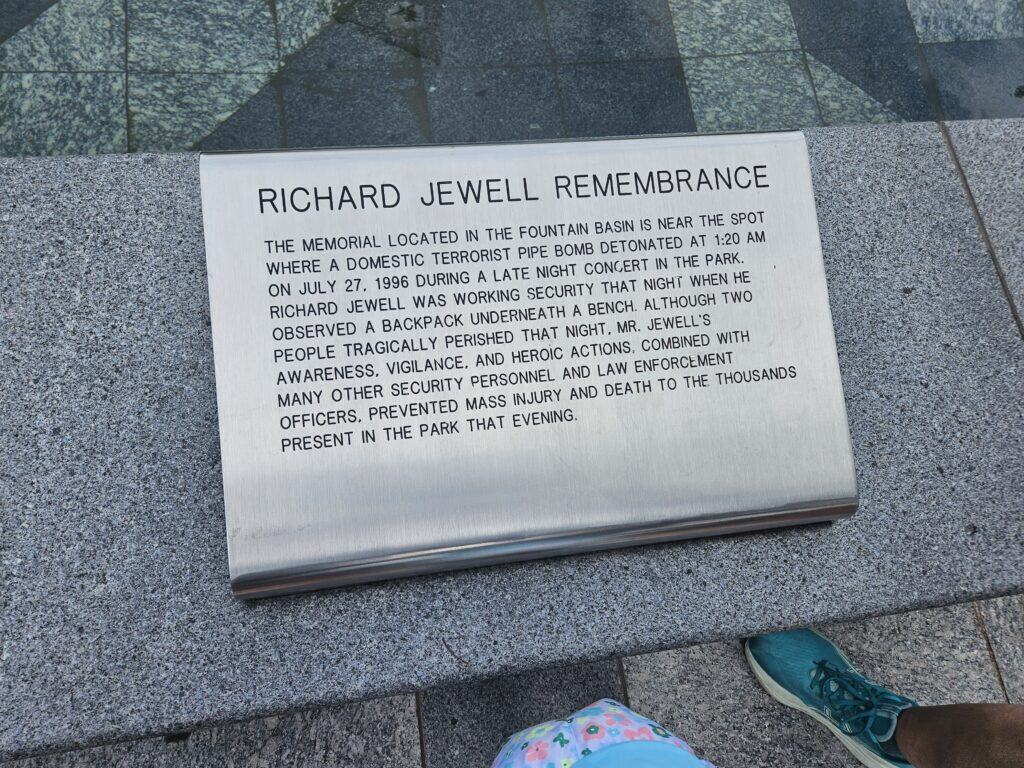 RICHARD JEWELL REMEMBRANCE
THE MEMORIAL LOCATED IN THE FOUNTAIN BASIN IS NEAR THE SPOT
WHERE A DOMESTIC TERRORIST PIPE BOMB DETONATED AT 1:20 AM
ON JULY 27, 1996 DURING A LATE NIGHT CONCERT IN THE PARK.
RICHARD JEWELL WAS WORKING SECURITY THAT NIGHT WHEN HE
OBSERVED A BACKPACK UNDERNEATH A BENCH. ALTHOUGH TWO
PEOPLE TRAGICALLY PERISHED THAT NIGHT, MR. JEWELL'S
AWARENESS, VIGILANCE, AND HEROIC ACTIONS, COMBINED WITH
MANY OTHER SECURITY PERSONNEL AND LAW ENFORCEMENT
OFFICERS, PREVENTED MASS INJURY AND DEATH TO THE THOUSANDS
PRESENT IN THE PARK THAT EVENING.